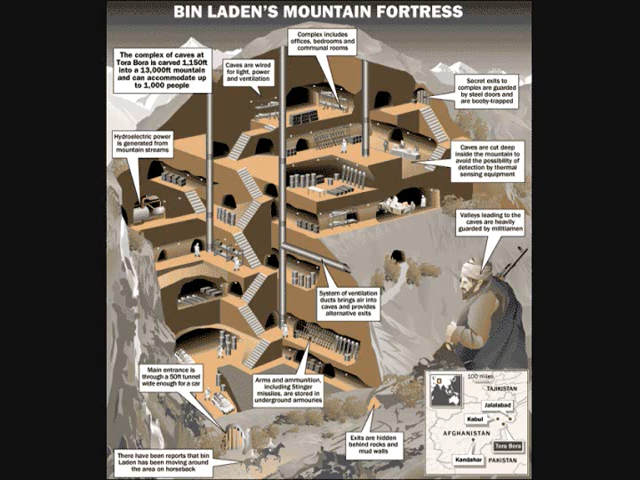 BIN LADEN'S MOUNTAIN FORTRESS
The complex of caves at
Tora Bora is carved 1,150ft
into a 13,000ft mountain
and can accommodate up
to 1,000 people
Caves are wired
for light, power
and ventilation
Complex includes
offices, bedrooms and
communal rooms
Secret exits to
complex are guarded
by steel doors and
are booby-trapped
Hydroelectric power
is generated from
mountain streams
Caves are cut deep
inside the mountain to
avoid the possibility of
detection by thermal
sensing equipment
Valleys leading to the
caves are heavily
guarded by militiamen
System of ventilation
ducts brings air into
caves and provides
alternative exits
Main entrance is
through a 50ft tunnel
wide enough for a car
Arms and ammunition,
including Stinger
missiles, are stored in
underground armouries
Exits are hidden
behind rocks and
mud walls
There have been reports that bin
Laden has been moving around
the area on horseback
100 miles
TAJIKISTAN
Jalalabad
Kabul
AFGHANISTAN
Tora Bora
Kandahar
PAKISTAN